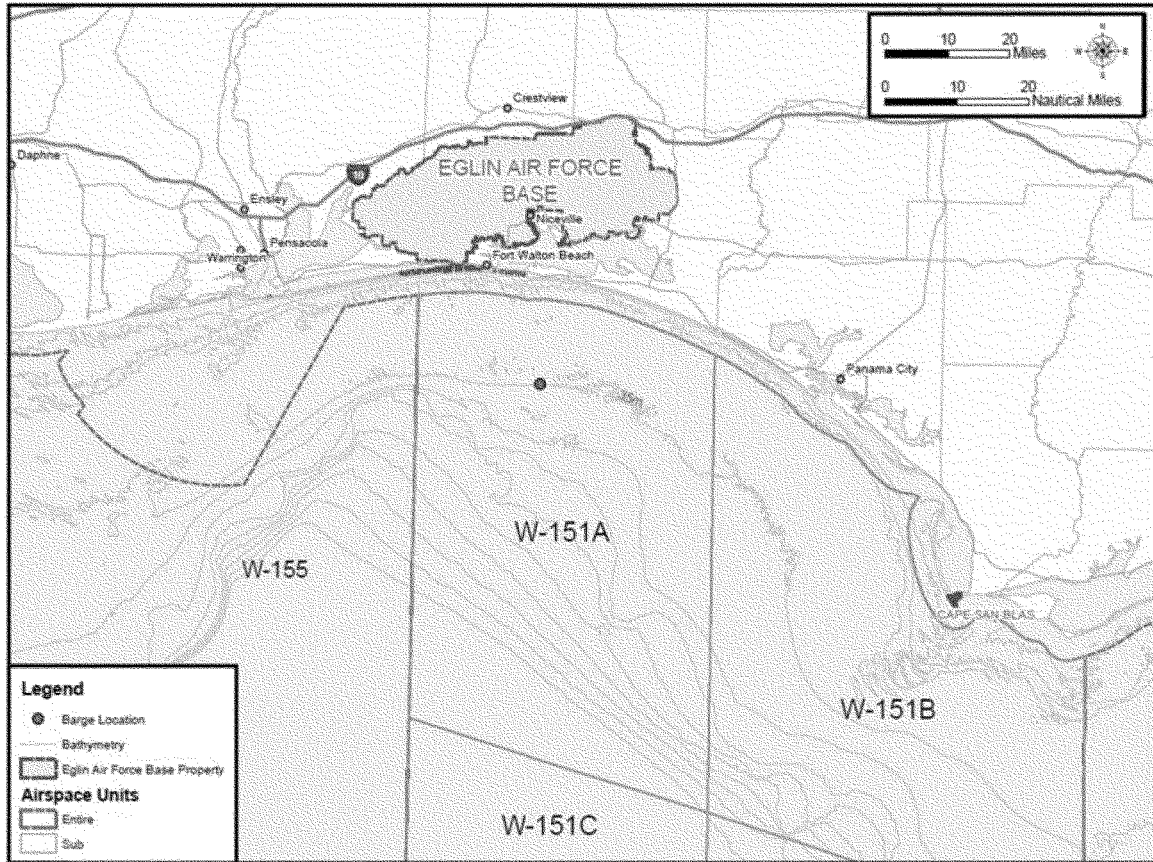 0 10 20
Miles
0 10 20
Nautical Miles
Crestview
Daphne
EGLIN AIR FORCE
BASE
Ensley
Niceville
Pensacola
Warrington
Fort Walton Beach
Panama City
W-151A
W-155
CAPE SAN BLAS
W-151B
W-151C
Legend
Barge Location
Bathymetry
Eglin Air Force Base Property
Airspace Units
Entire
Sub